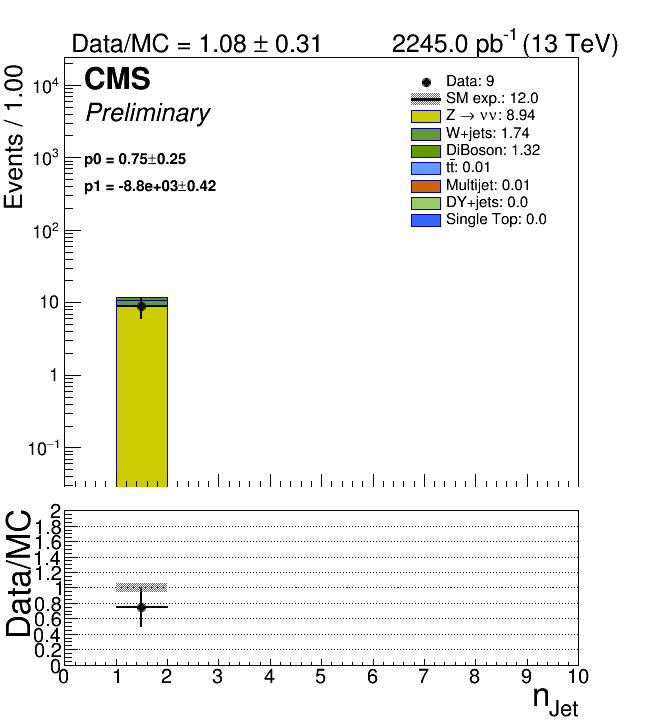 Data/MC = 1.08 ± 0.31 2245.0 pb⁻¹ (13 TeV)
CMS
Preliminary
p0 = 0.75±0.25
p1 = -8.8e+03±0.42
Data: 9
SM exp.: 12.0
Z → νν: 8.94
W+jets: 1.74
DiBoson: 1.32
tt̄: 0.01
Multijet: 0.01
DY+jets: 0.0
Single Top: 0.0
Events / 1.00
10⁴
10³
10²
10
1
10⁻¹
Data/MC
2
1.8
1.6
1.4
1.2
1
0.8
0.6
0.4
0.2
0
0 1 2 3 4 5 6 7 8 9 10
n_Jet